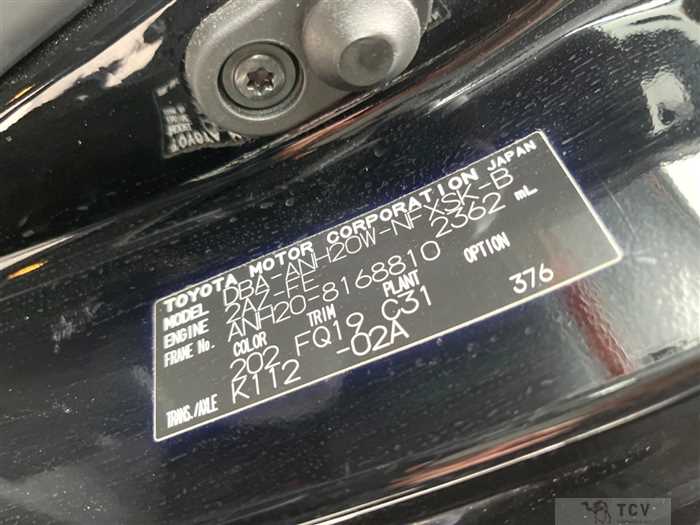 TOYOTA MOTOR CORPORATION JAPAN
MODEL DBA-ANH20W-NFXSK-B
ENGINE 2AZ-FE 2362 mL
FRAME No. ANH20-8168810
COLOR TRIM PLANT OPTION
202 FQ19 C31 376
TRANS./AXLE K112 -02A
TCV